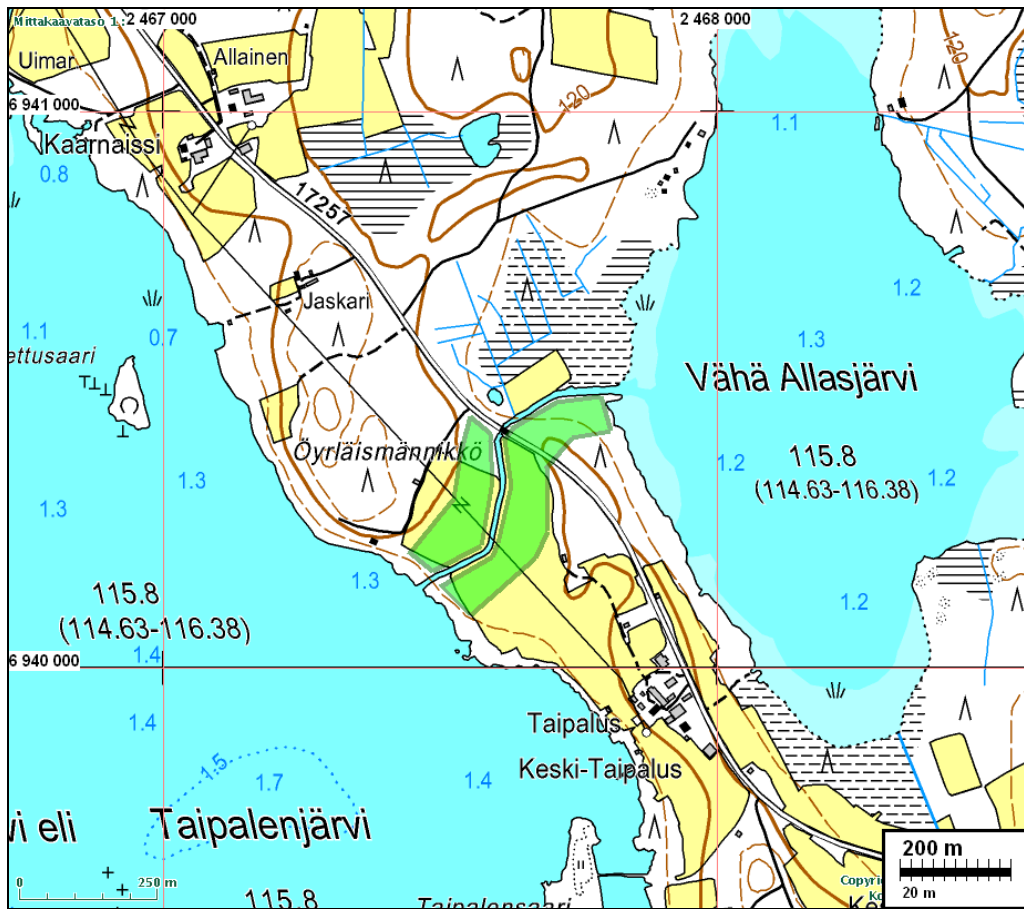 Mittakaavataso 1:
2 467 000
2 468 000
Uimar
Allainen
120
120
6 941 000
1.1
Kaarnaissi
0.8
17257
1.2
Jaskari
1.1
0.7
1.3
ettusaari
Vähä Allasjärvi
Öyrläismännikkö
115.8
1.2
1.2
(114.63-116.38)
1.3
1.3
1.3
115.8
1.2
(114.63-116.38)
1.4
6 940 000
Taipalus
1.4
Keski-Taipalus
1.5
1.7
1.4
vi eli
Taipalenjärvi
200 m
20 m
0
250 m
115.8
Taipalensaari